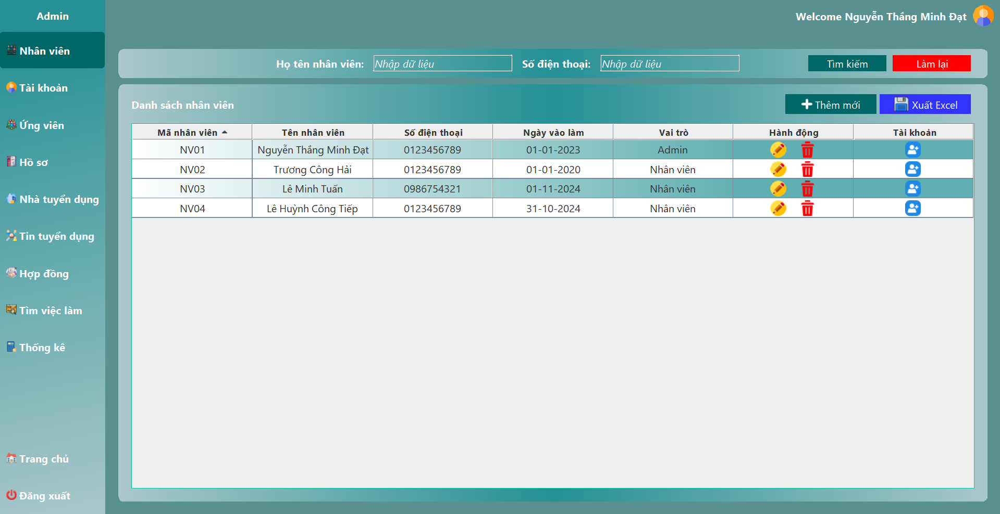 Admin
Welcome Nguyễn Thắng Minh Đạt
Nhân viên
Tài khoản
Ứng viên
Hồ sơ
Nhà tuyển dụng
Tin tuyển dụng
Hợp đồng
Tìm việc làm
Thống kê
Trang chủ
Đăng xuất
Họ tên nhân viên: Nhập dữ liệu Số điện thoại: Nhập dữ liệu Tìm kiếm Làm lại
Danh sách nhân viên Thêm mới Xuất Excel
Mã nhân viên Tên nhân viên Số điện thoại Ngày vào làm Vai trò Hành động Tài khoản
NV01 Nguyễn Thắng Minh Đạt 0123456789 01-01-2023 Admin
NV02 Trương Công Hải 0123456789 01-01-2020 Nhân viên
NV03 Lê Minh Tuấn 0986754321 01-11-2024 Nhân viên
NV04 Lê Huỳnh Công Tiếp 0123456789 31-10-2024 Nhân viên